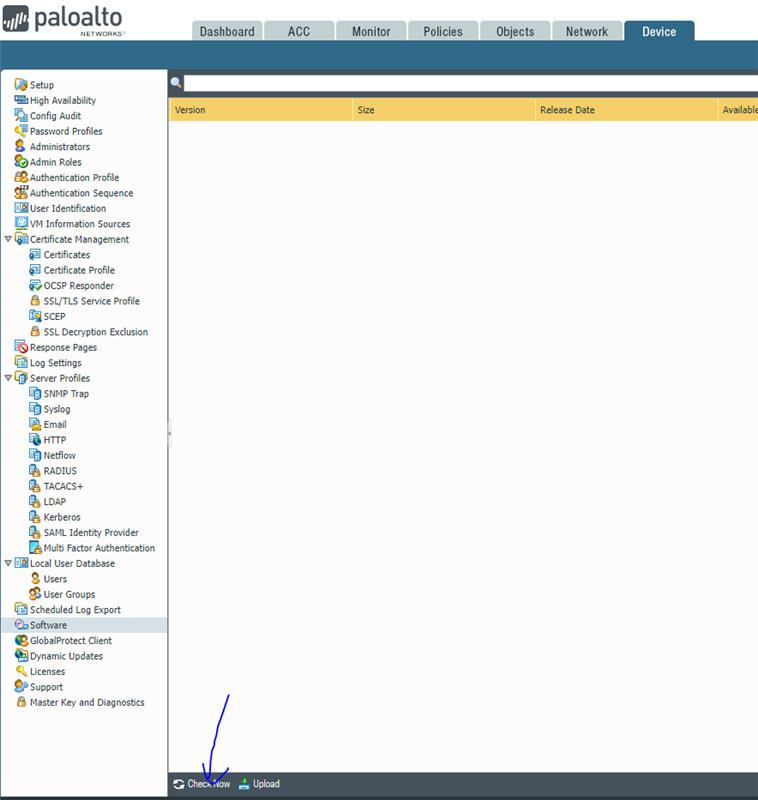 paloalto
NETWORKS
Dashboard ACC Monitor Policies Objects Network Device
Version Size Release Date Available
Setup
High Availability
Config Audit
Password Profiles
Administrators
Admin Roles
Authentication Profile
Authentication Sequence
User Identification
VM Information Sources
Certificate Management
Certificates
Certificate Profile
OCSP Responder
SSL/TLS Service Profile
SCEP
SSL Decryption Exclusion
Response Pages
Log Settings
Server Profiles
SNMP Trap
Syslog
Email
HTTP
Netflow
RADIUS
TACACS+
LDAP
Kerberos
SAML Identity Provider
Multi Factor Authentication
Local User Database
Users
User Groups
Scheduled Log Export
Software
GlobalProtect Client
Dynamic Updates
Licenses
Support
Master Key and Diagnostics
Check Now Upload